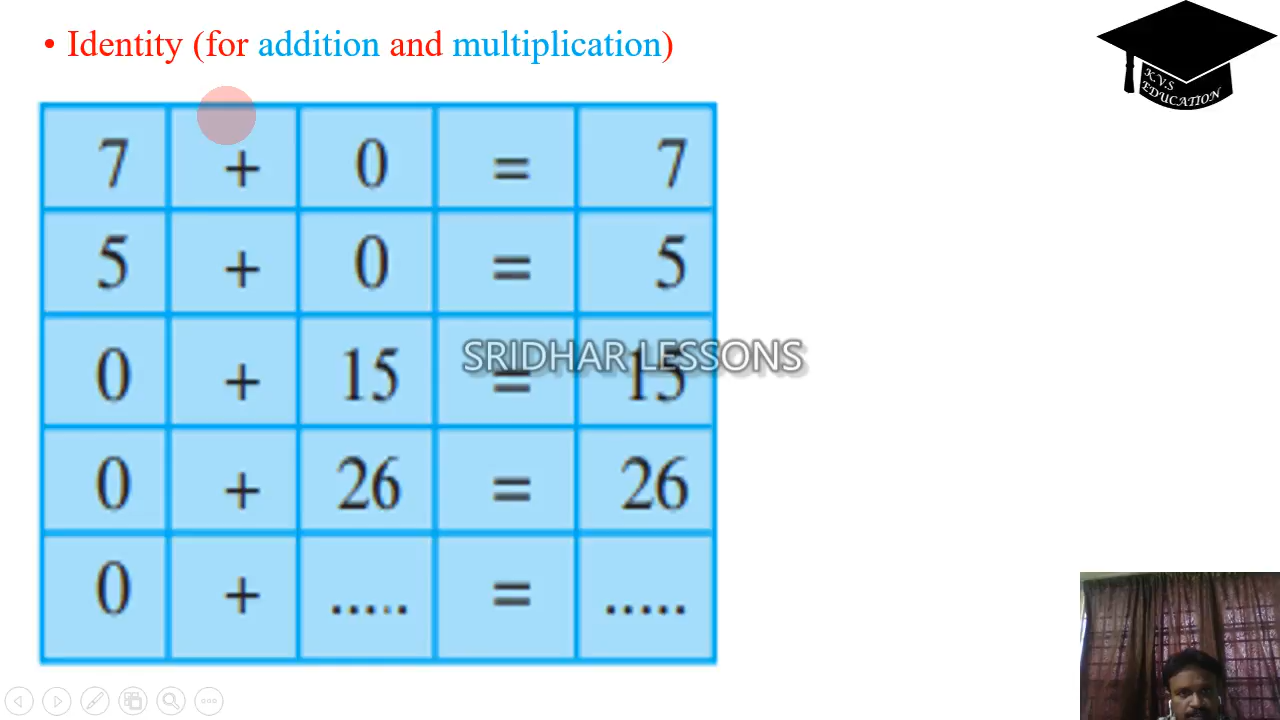 • Identity (for addition and multiplication)
K.V.S
EDUCATION
7 + 0 = 7
5 + 0 = 5
SRIDHAR LESSONS
0 + 15 = 15
0 + 26 = 26
0 + ..... = .....